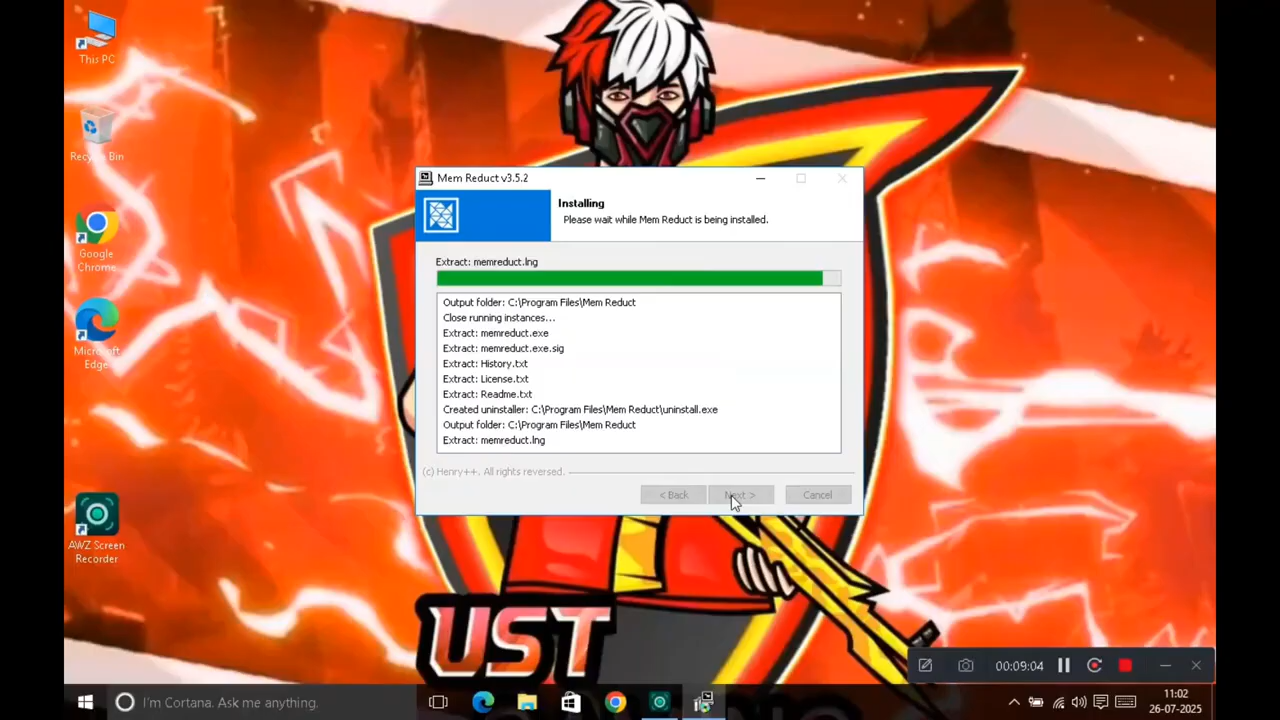 This PC
Recycle Bin
Google
Chrome
Microsoft
Edge
AWZ Screen
Recorder
Mem Reduct v3.5.2
Installing
Please wait while Mem Reduct is being installed.
Extract: memreduct.lng
Output folder: C:\Program Files\Mem Reduct
Close running instances...
Extract: memreduct.exe
Extract: memreduct.exe.sig
Extract: History.txt
Extract: License.txt
Extract: Readme.txt
Created uninstaller: C:\Program Files\Mem Reduct\uninstall.exe
Output folder: C:\Program Files\Mem Reduct
Extract: memreduct.lng
(c) Henry++. All rights reversed.
< Back
Next >
Cancel
UST
00:09:04
I'm Cortana. Ask me anything.
11:02
26-07-2025